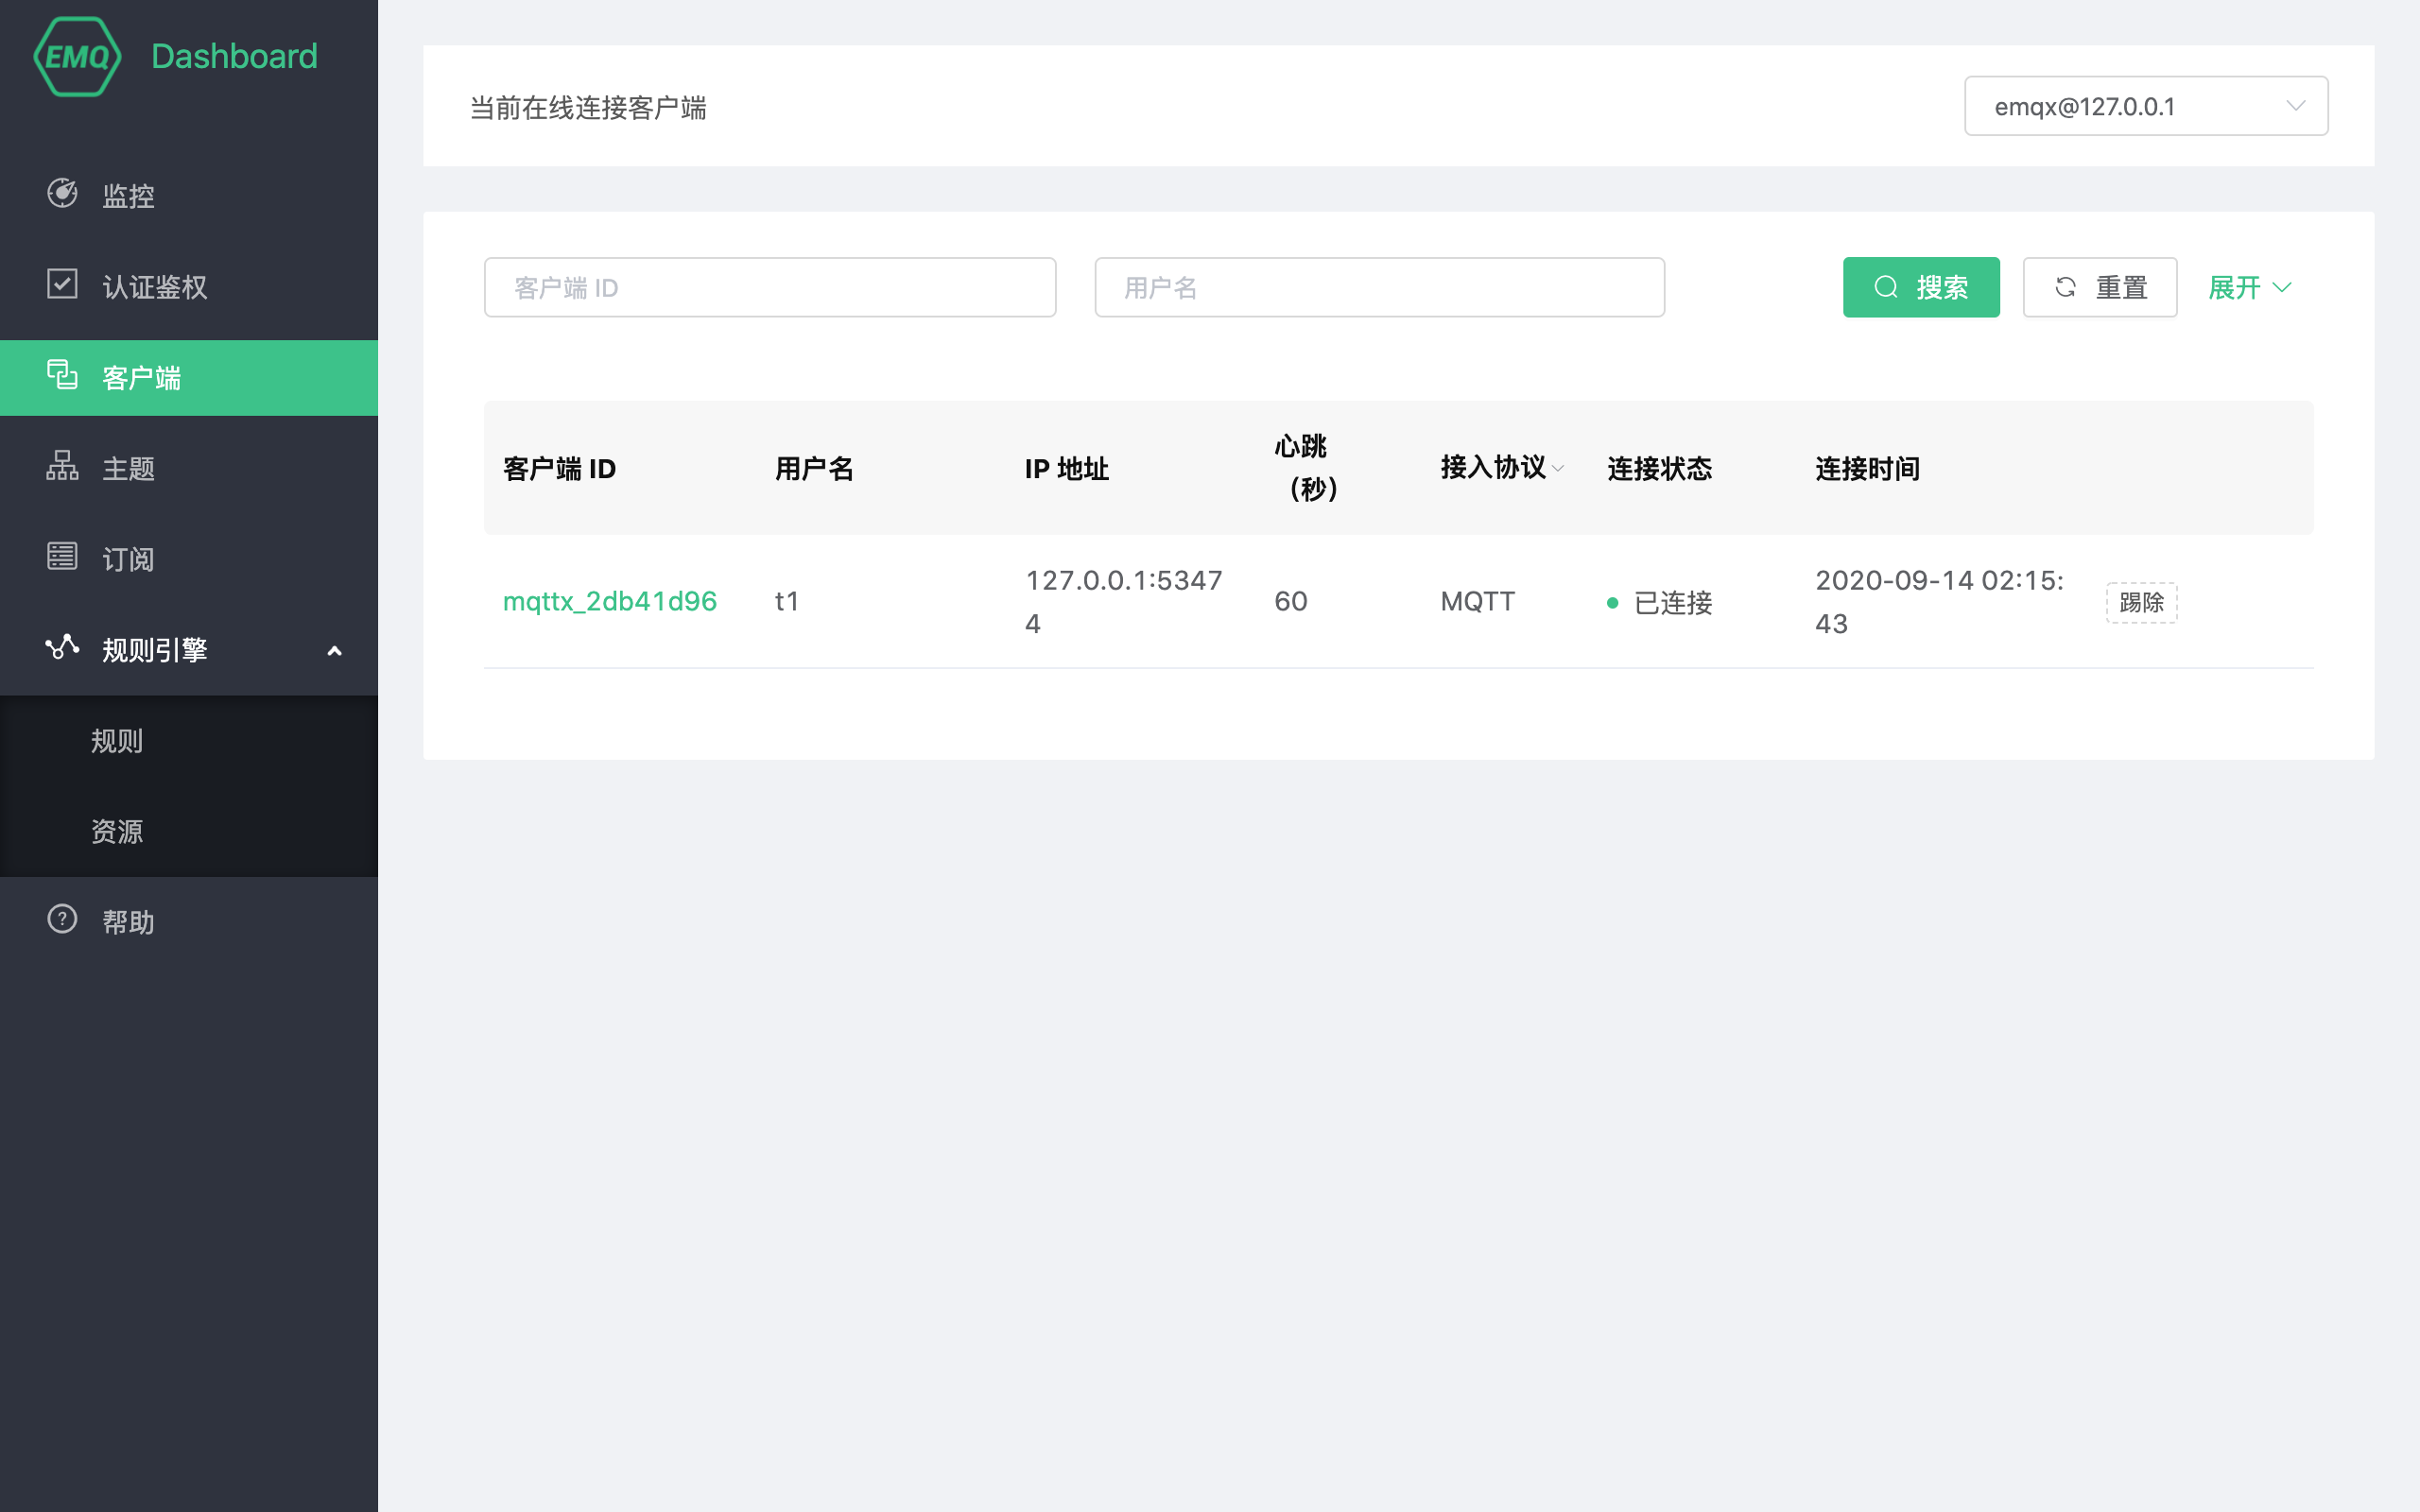 EMQ Dashboard
监控
认证鉴权
客户端
主题
订阅
规则引擎
规则
资源
帮助
当前在线连接客户端
emqx@127.0.0.1
客户端 ID
用户名
搜索
重置
展开
客户端 ID
用户名
IP 地址
心跳
（秒）
接入协议
连接状态
连接时间
mqttx_2db41d96
t1
127.0.0.1:5347
4
60
MQTT
已连接
2020-09-14 02:15:
43
踢除